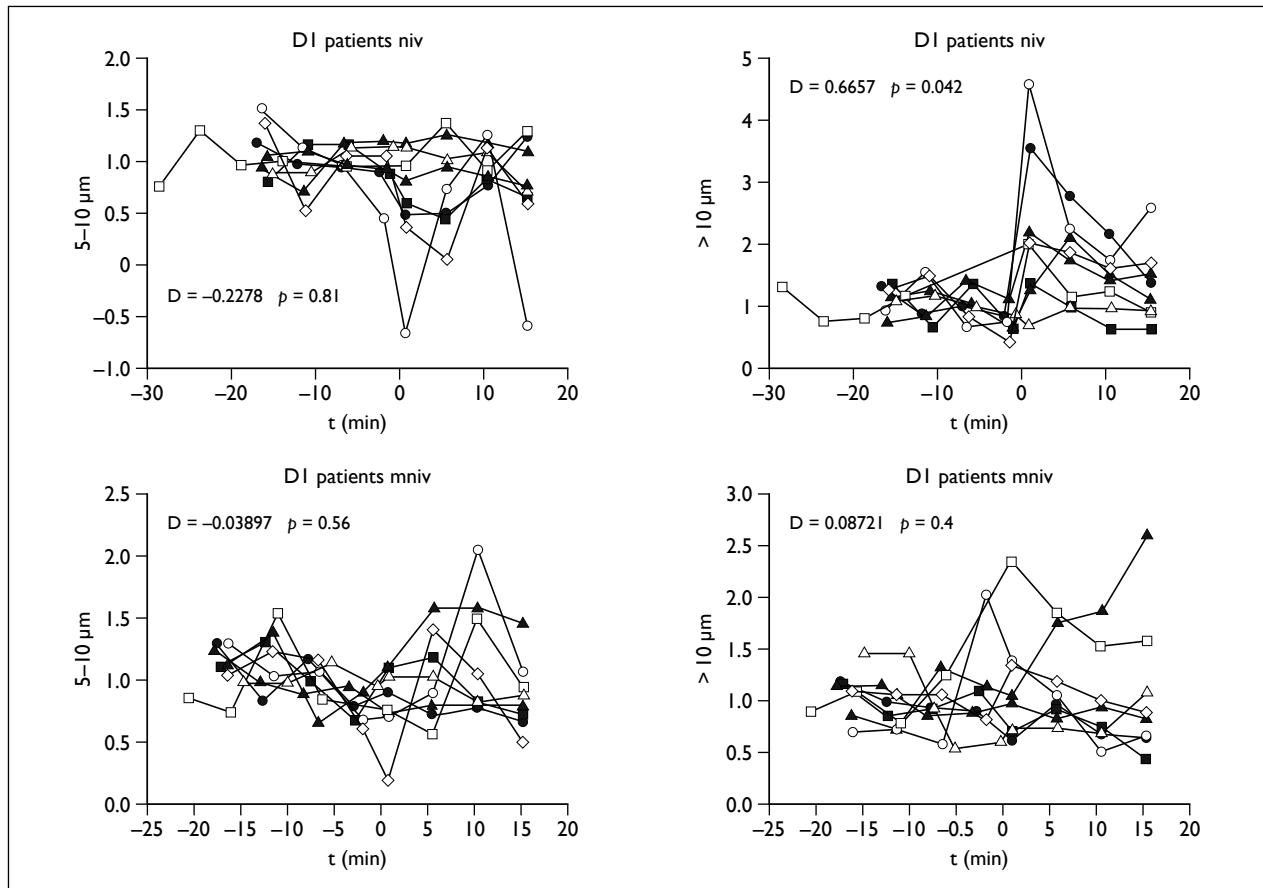 D1 patients niv
2.0
1.5
1.0
0.5
0
–0.5
–1.0
5–10 µm
D = –0.2278 p = 0.81
–30 –20 –10 0 10 20
t (min)
D1 patients niv
5
4
3
2
1
0
> 10 µm
D = 0.6657 p = 0.042
–30 –20 –10 0 10 20
t (min)
D1 patients mniv
2.5
2.0
1.5
1.0
0.5
0.0
5–10 µm
D = –0.03897 p = 0.56
–25 –20 –15 –10 –5 0 5 10 15 20
t (min)
D1 patients mniv
3.0
2.5
2.0
1.5
1.0
0.5
0.0
> 10 µm
D = 0.08721 p = 0.4
–25 –20 –15 –10 –0.5 0 5 10 15 20
t (min)